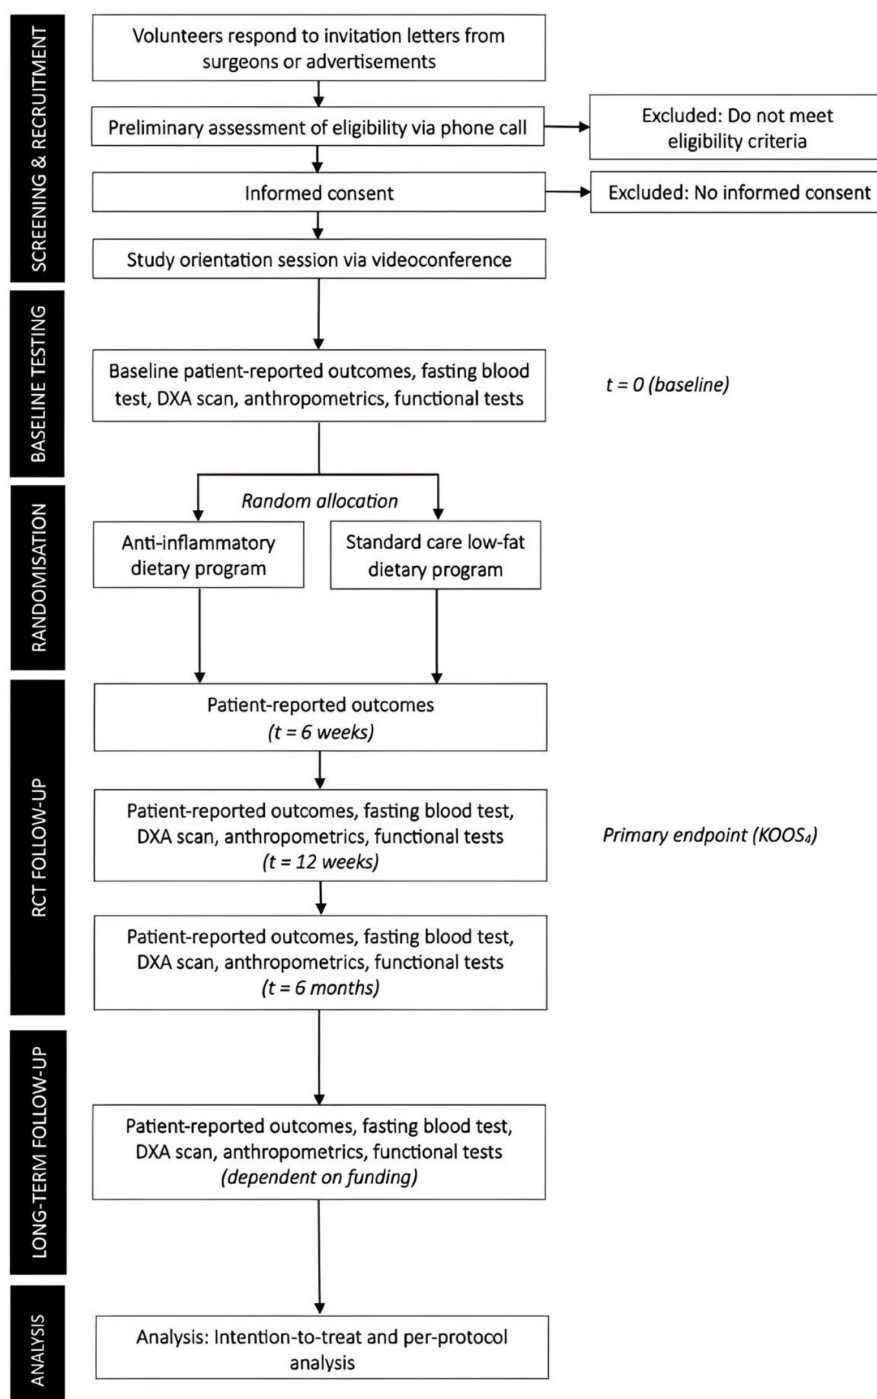 SCREENING & RECRUITMENT
Volunteers respond to invitation letters from
surgeons or advertisements
Preliminary assessment of eligibility via phone call
Excluded: Do not meet
eligibility criteria
Informed consent
Excluded: No informed consent
Study orientation session via videoconference
BASELINE TESTING
Baseline patient-reported outcomes, fasting blood
test, DXA scan, anthropometrics, functional tests
t = 0 (baseline)
RANDOMISATION
Random allocation
Anti-inflammatory
dietary program
Standard care low-fat
dietary program
RCT FOLLOW-UP
Patient-reported outcomes
(t = 6 weeks)
Patient-reported outcomes, fasting blood test,
DXA scan, anthropometrics, functional tests
(t = 12 weeks)
Primary endpoint (KOOS₄)
Patient-reported outcomes, fasting blood test,
DXA scan, anthropometrics, functional tests
(t = 6 months)
LONG-TERM FOLLOW-UP
Patient-reported outcomes, fasting blood test,
DXA scan, anthropometrics, functional tests
(dependent on funding)
ANALYSIS
Analysis: Intention-to-treat and per-protocol
analysis